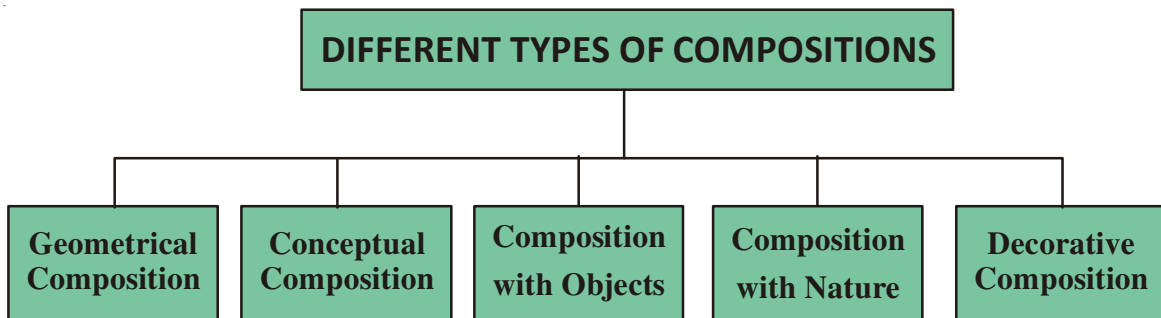 DIFFERENT TYPES OF COMPOSITIONS
Geometrical
Composition
Conceptual
Composition
Composition
with Objects
Composition
with Nature
Decorative
Composition